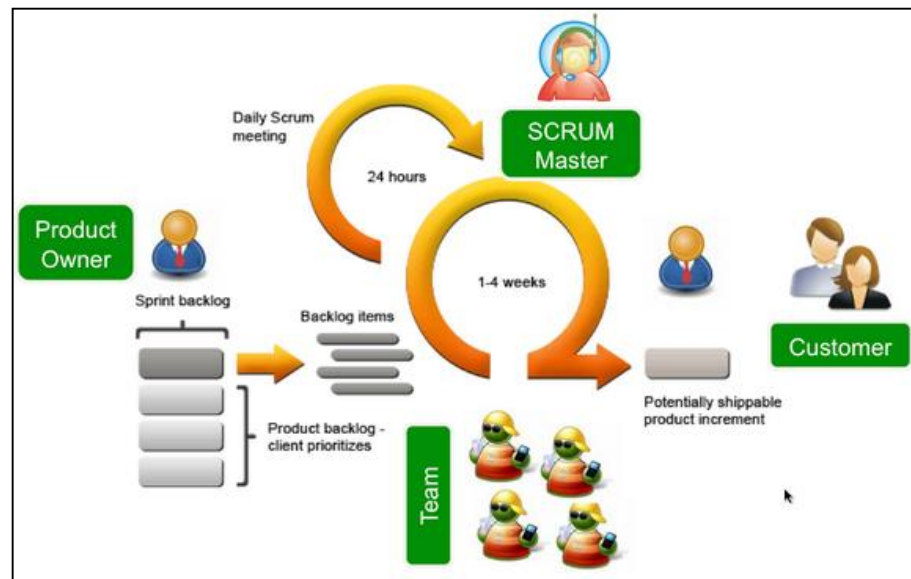 SCRUM
Master
Daily Scrum
meeting
24 hours
Product
Owner
1-4 weeks
Sprint backlog
Backlog items
Customer
Potentially shippable
product increment
Product backlog -
client prioritizes
Team